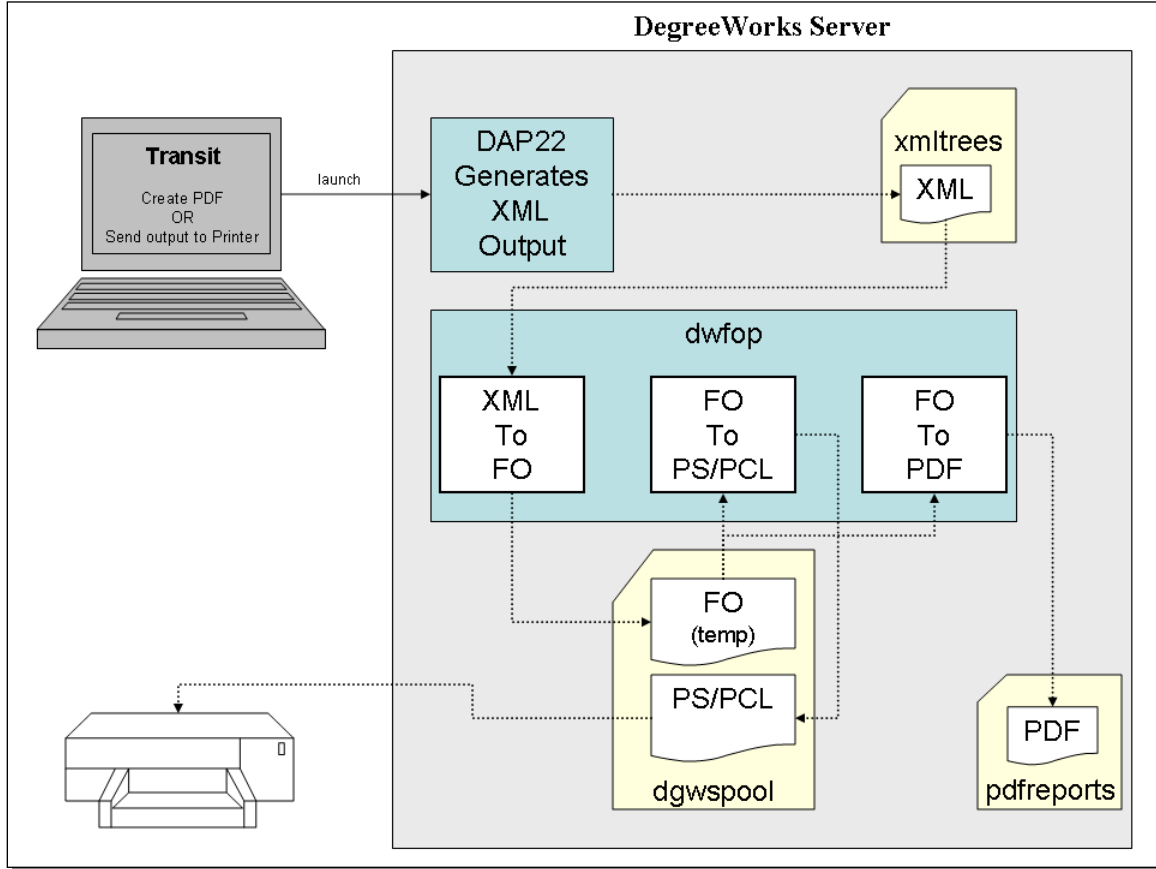 DegreeWorks Server
Transit
Create PDF
OR
Send output to Printer
launch
DAP22
Generates
XML
Output
xmltrees
XML
dwfop
XML
To
FO
FO
To
PS/PCL
FO
To
PDF
FO
(temp)
PS/PCL
dgwspool
PDF
pdfreports